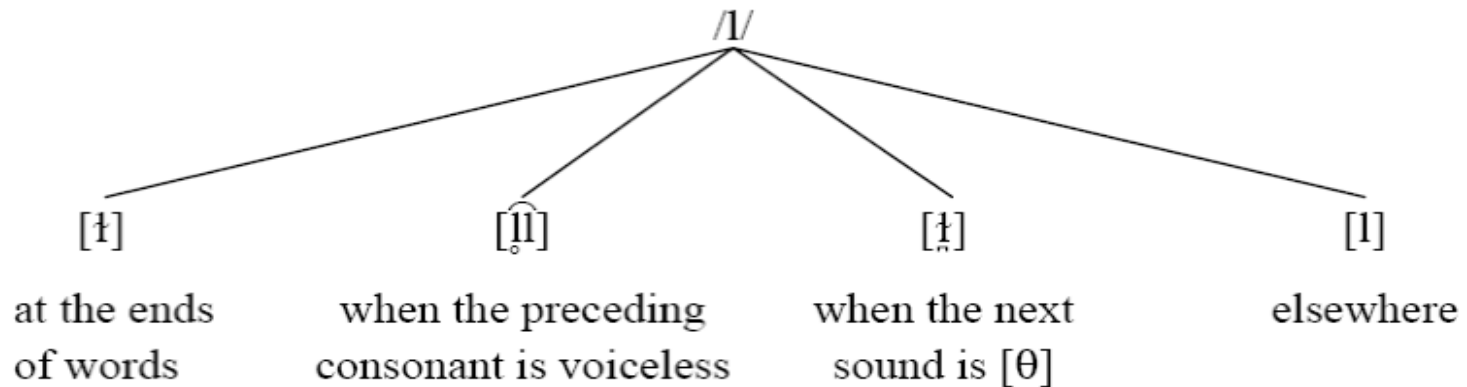 /l/
[ɫ] [l̥͡l] [ɫ̪] [l]
at the ends when the preceding when the next elsewhere
of words consonant is voiceless sound is [θ]